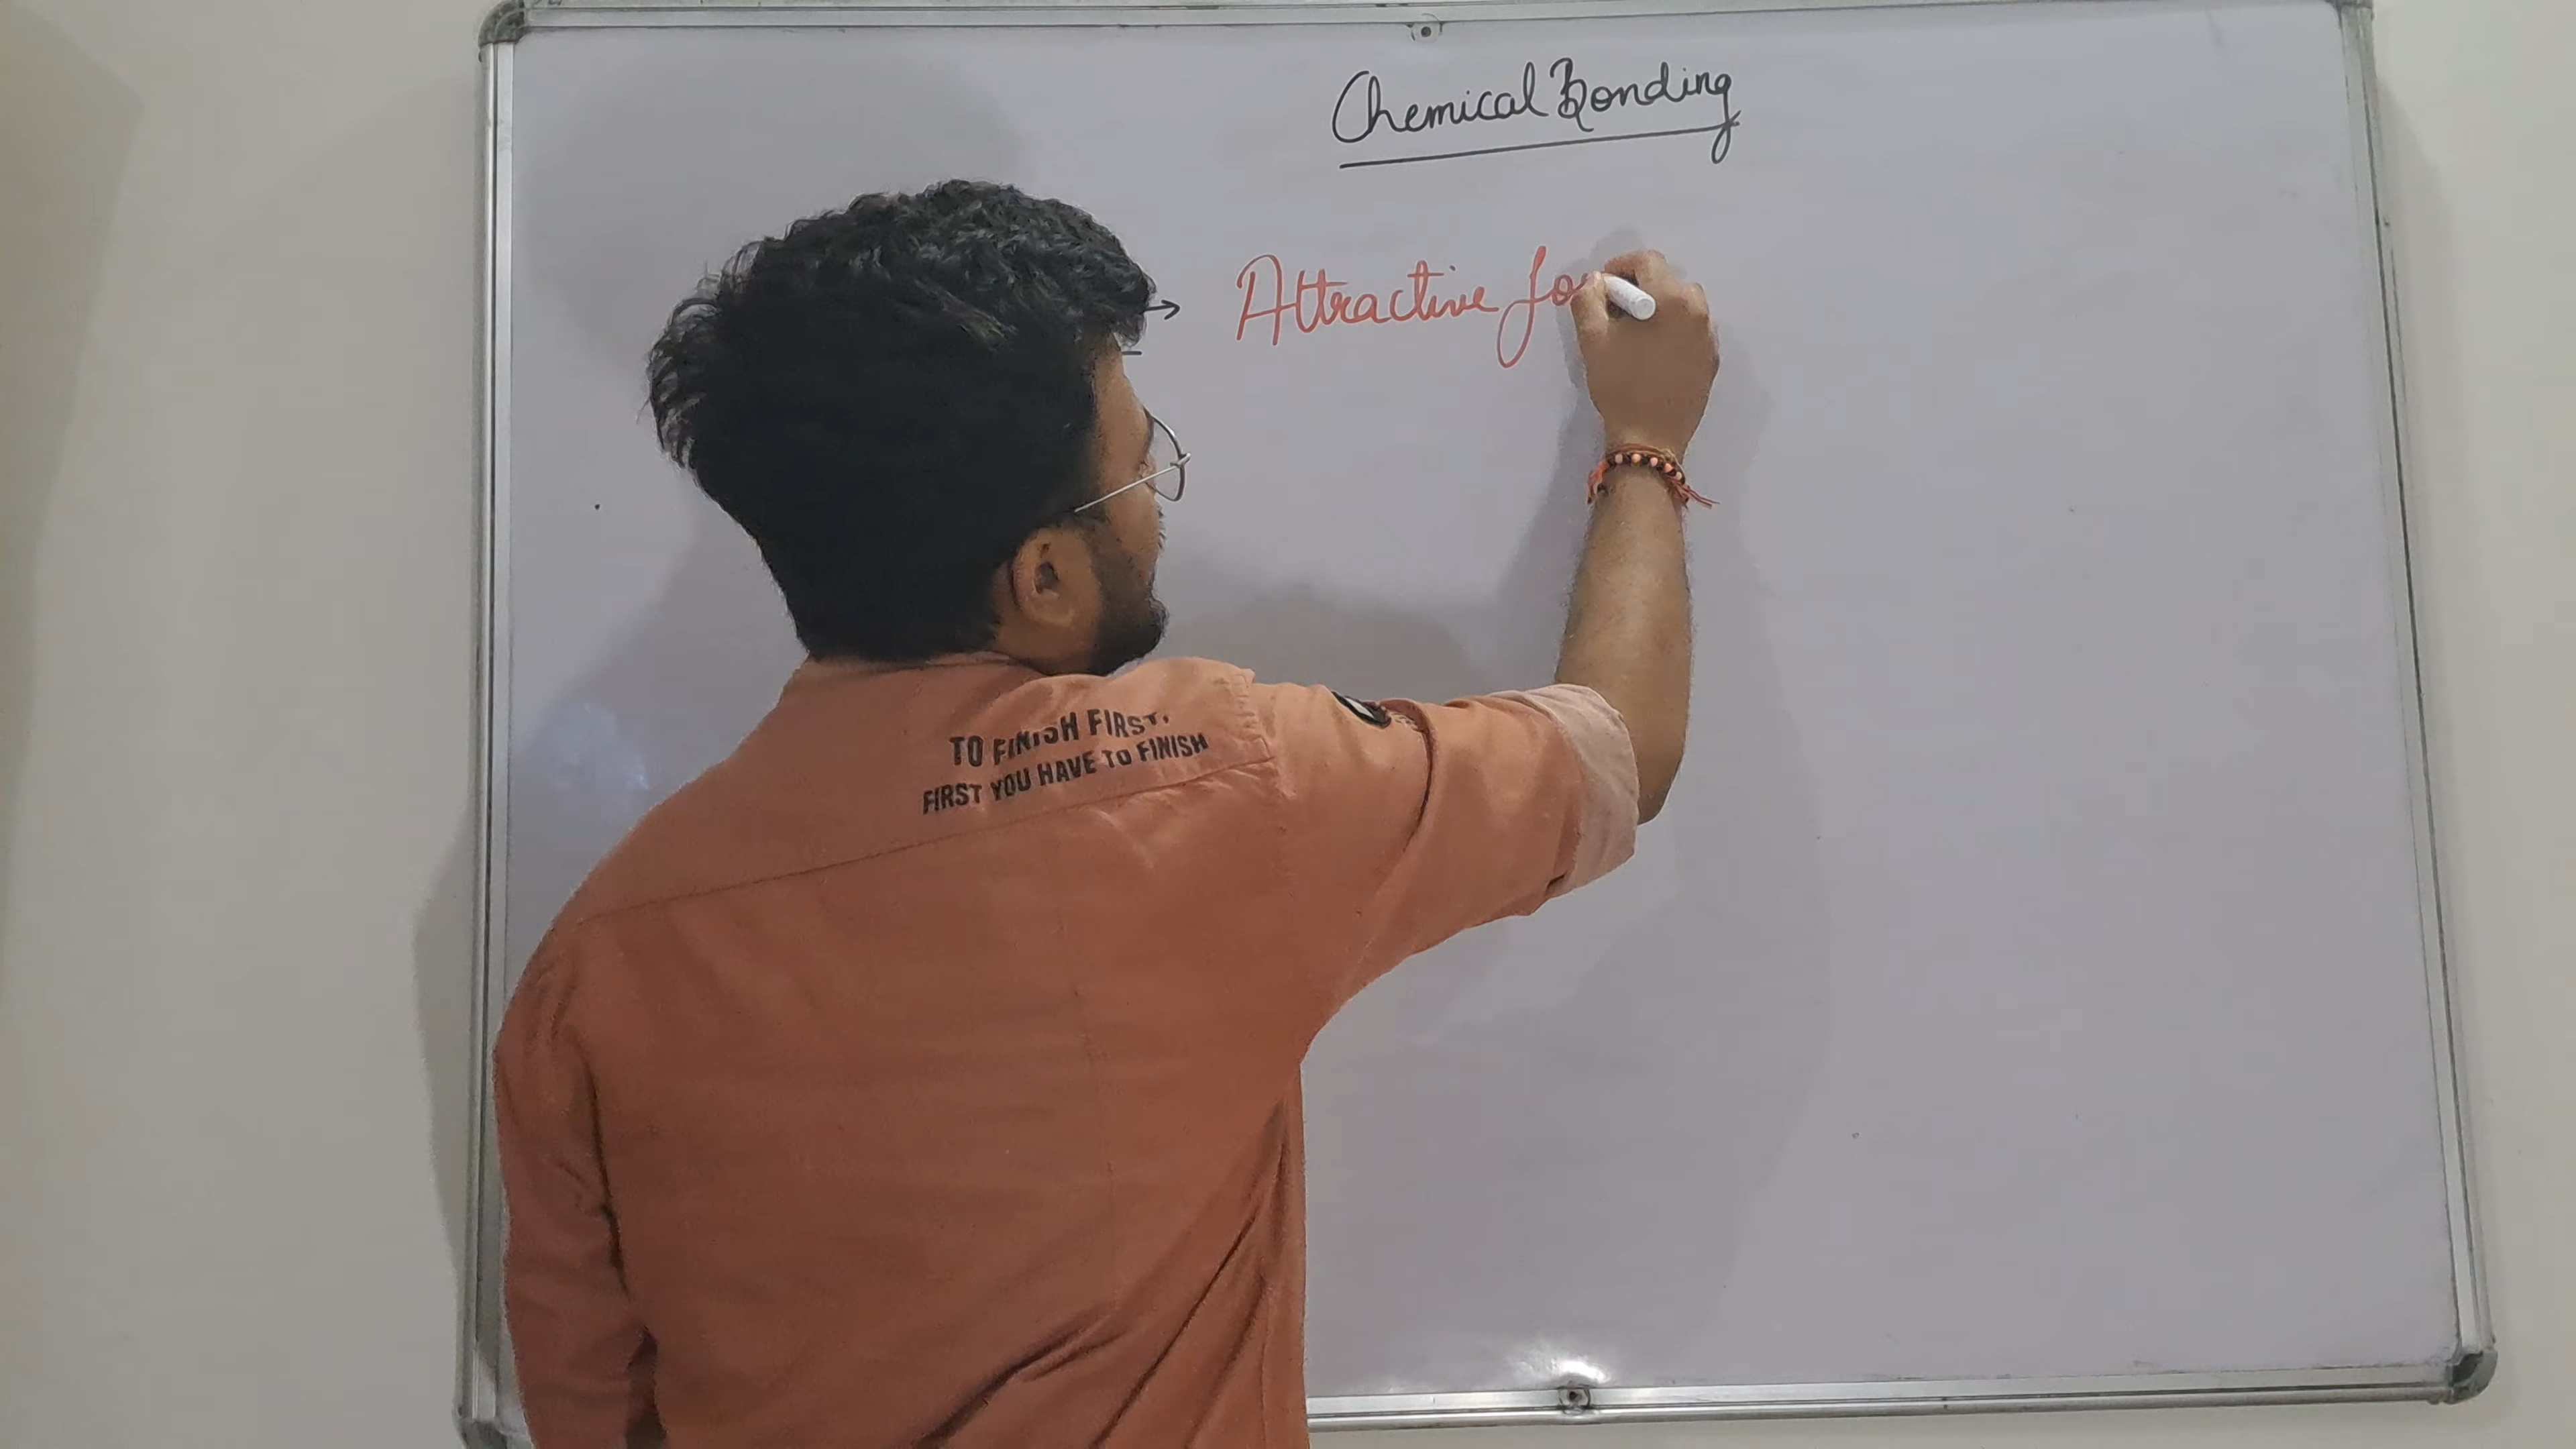 Chemical Bonding
→ Attractive fo
TO FINISH FIRST,
FIRST YOU HAVE TO FINISH